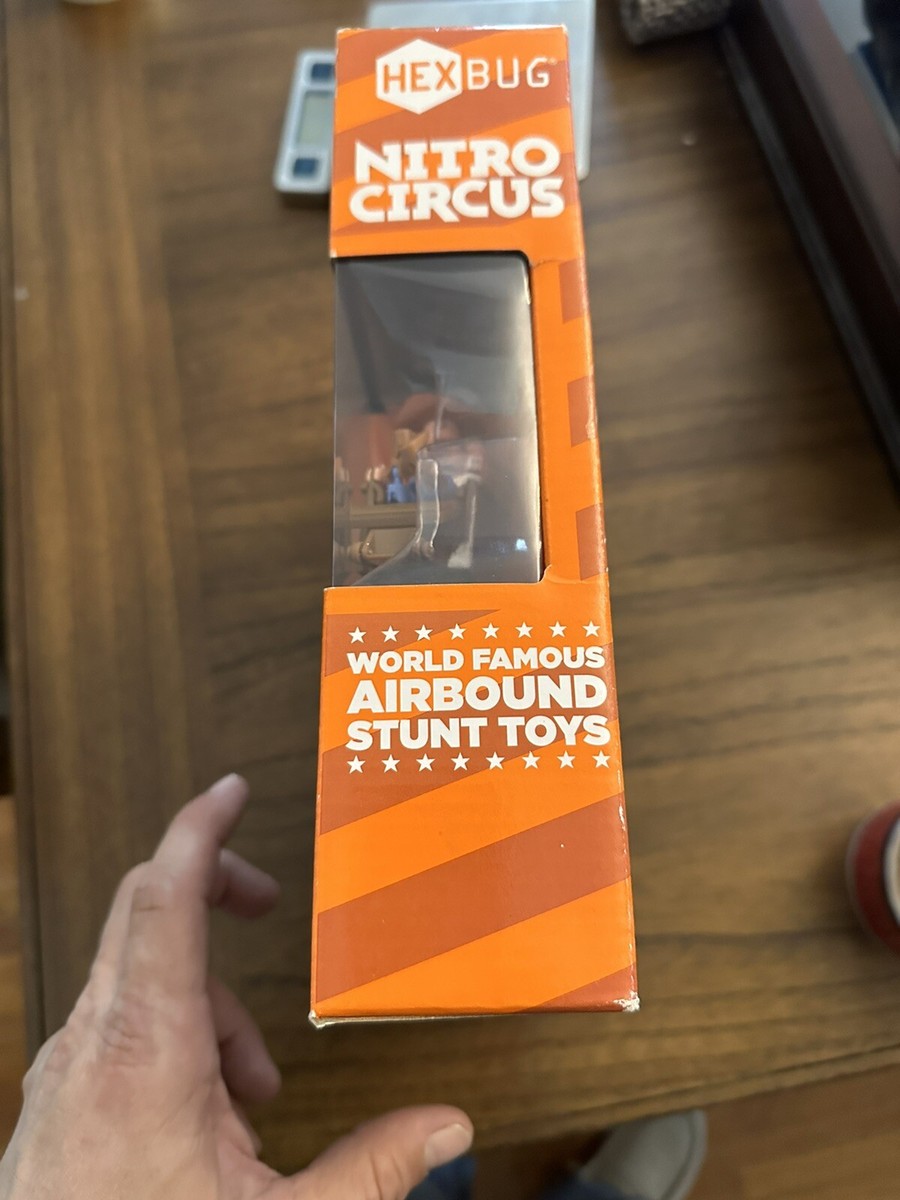 HEXBUG
NITRO
CIRCUS
WORLD FAMOUS
AIRBOUND
STUNT TOYS